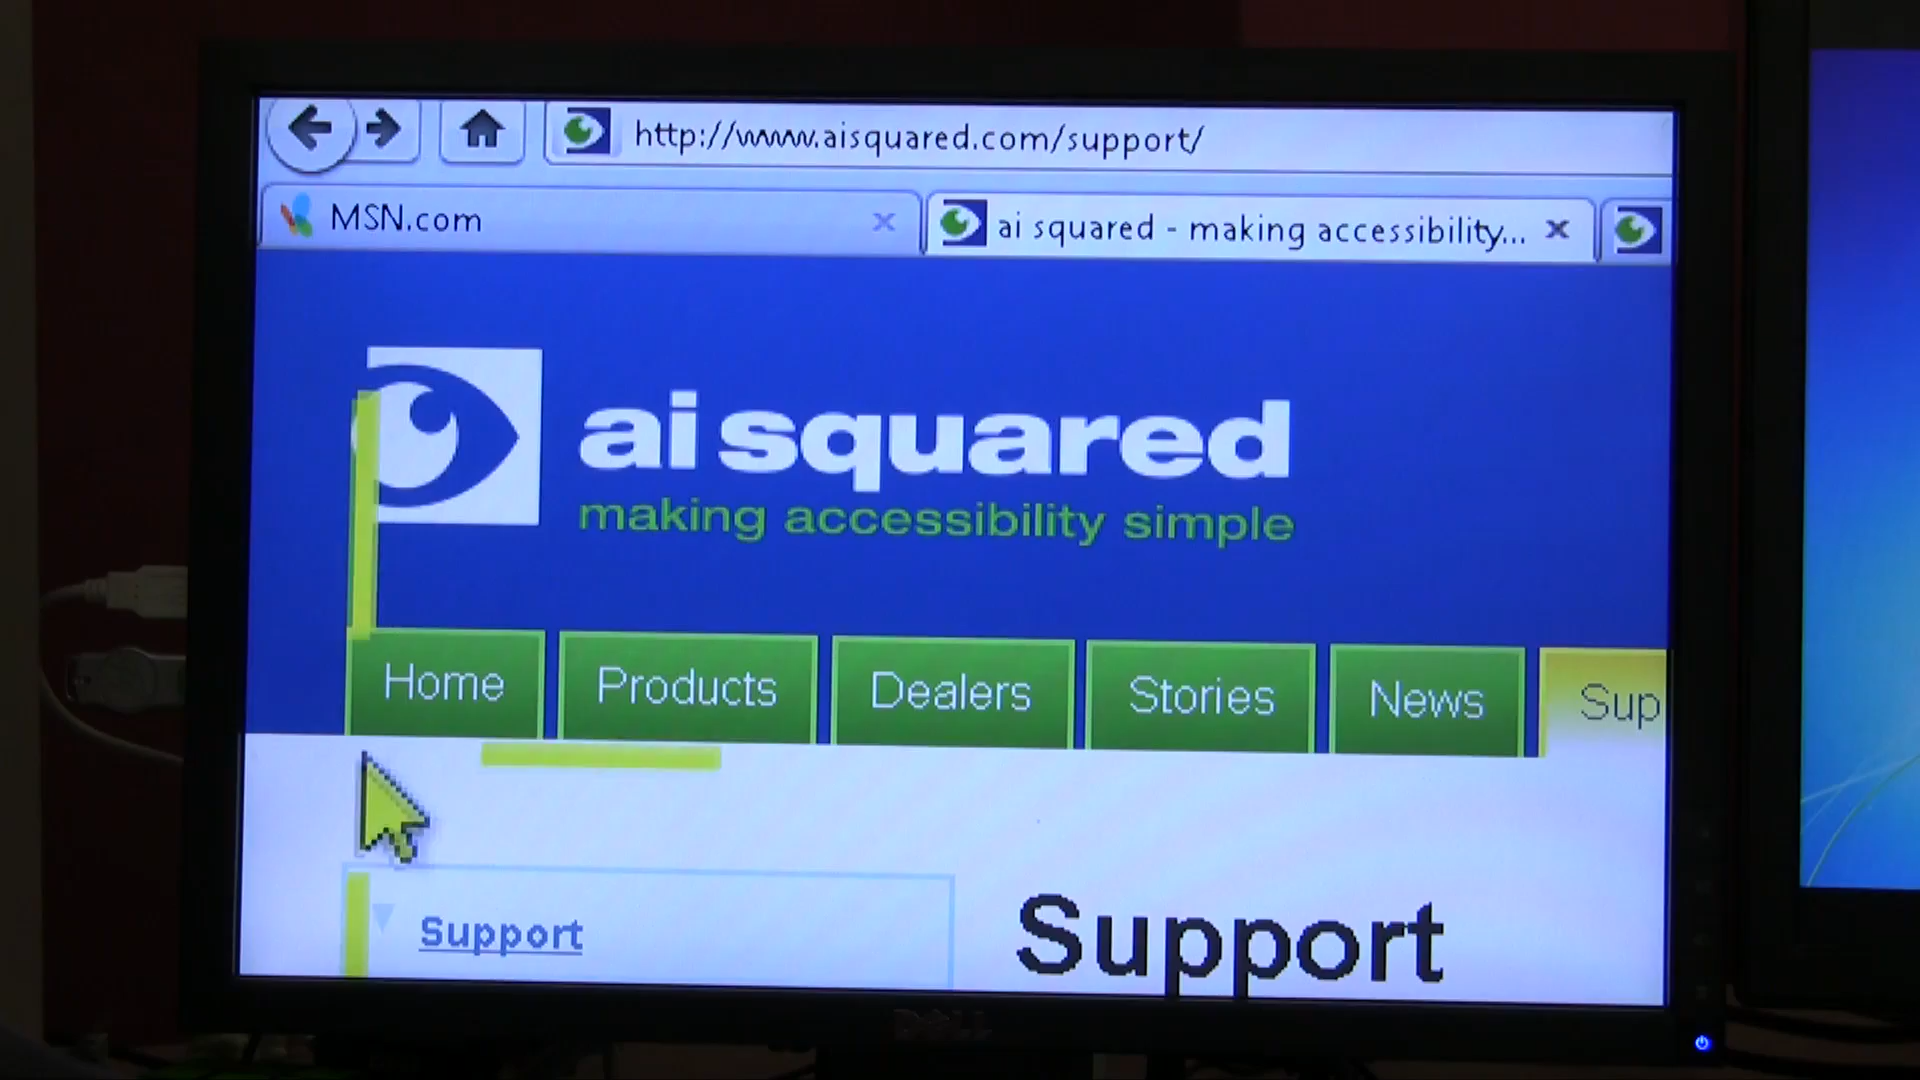 http://www.aisquared.com/support/
MSN.com
ai squared - making accessibility...
ai squared
making accessibility simple
Home Products Dealers Stories News Sup
Support
Support
DELL